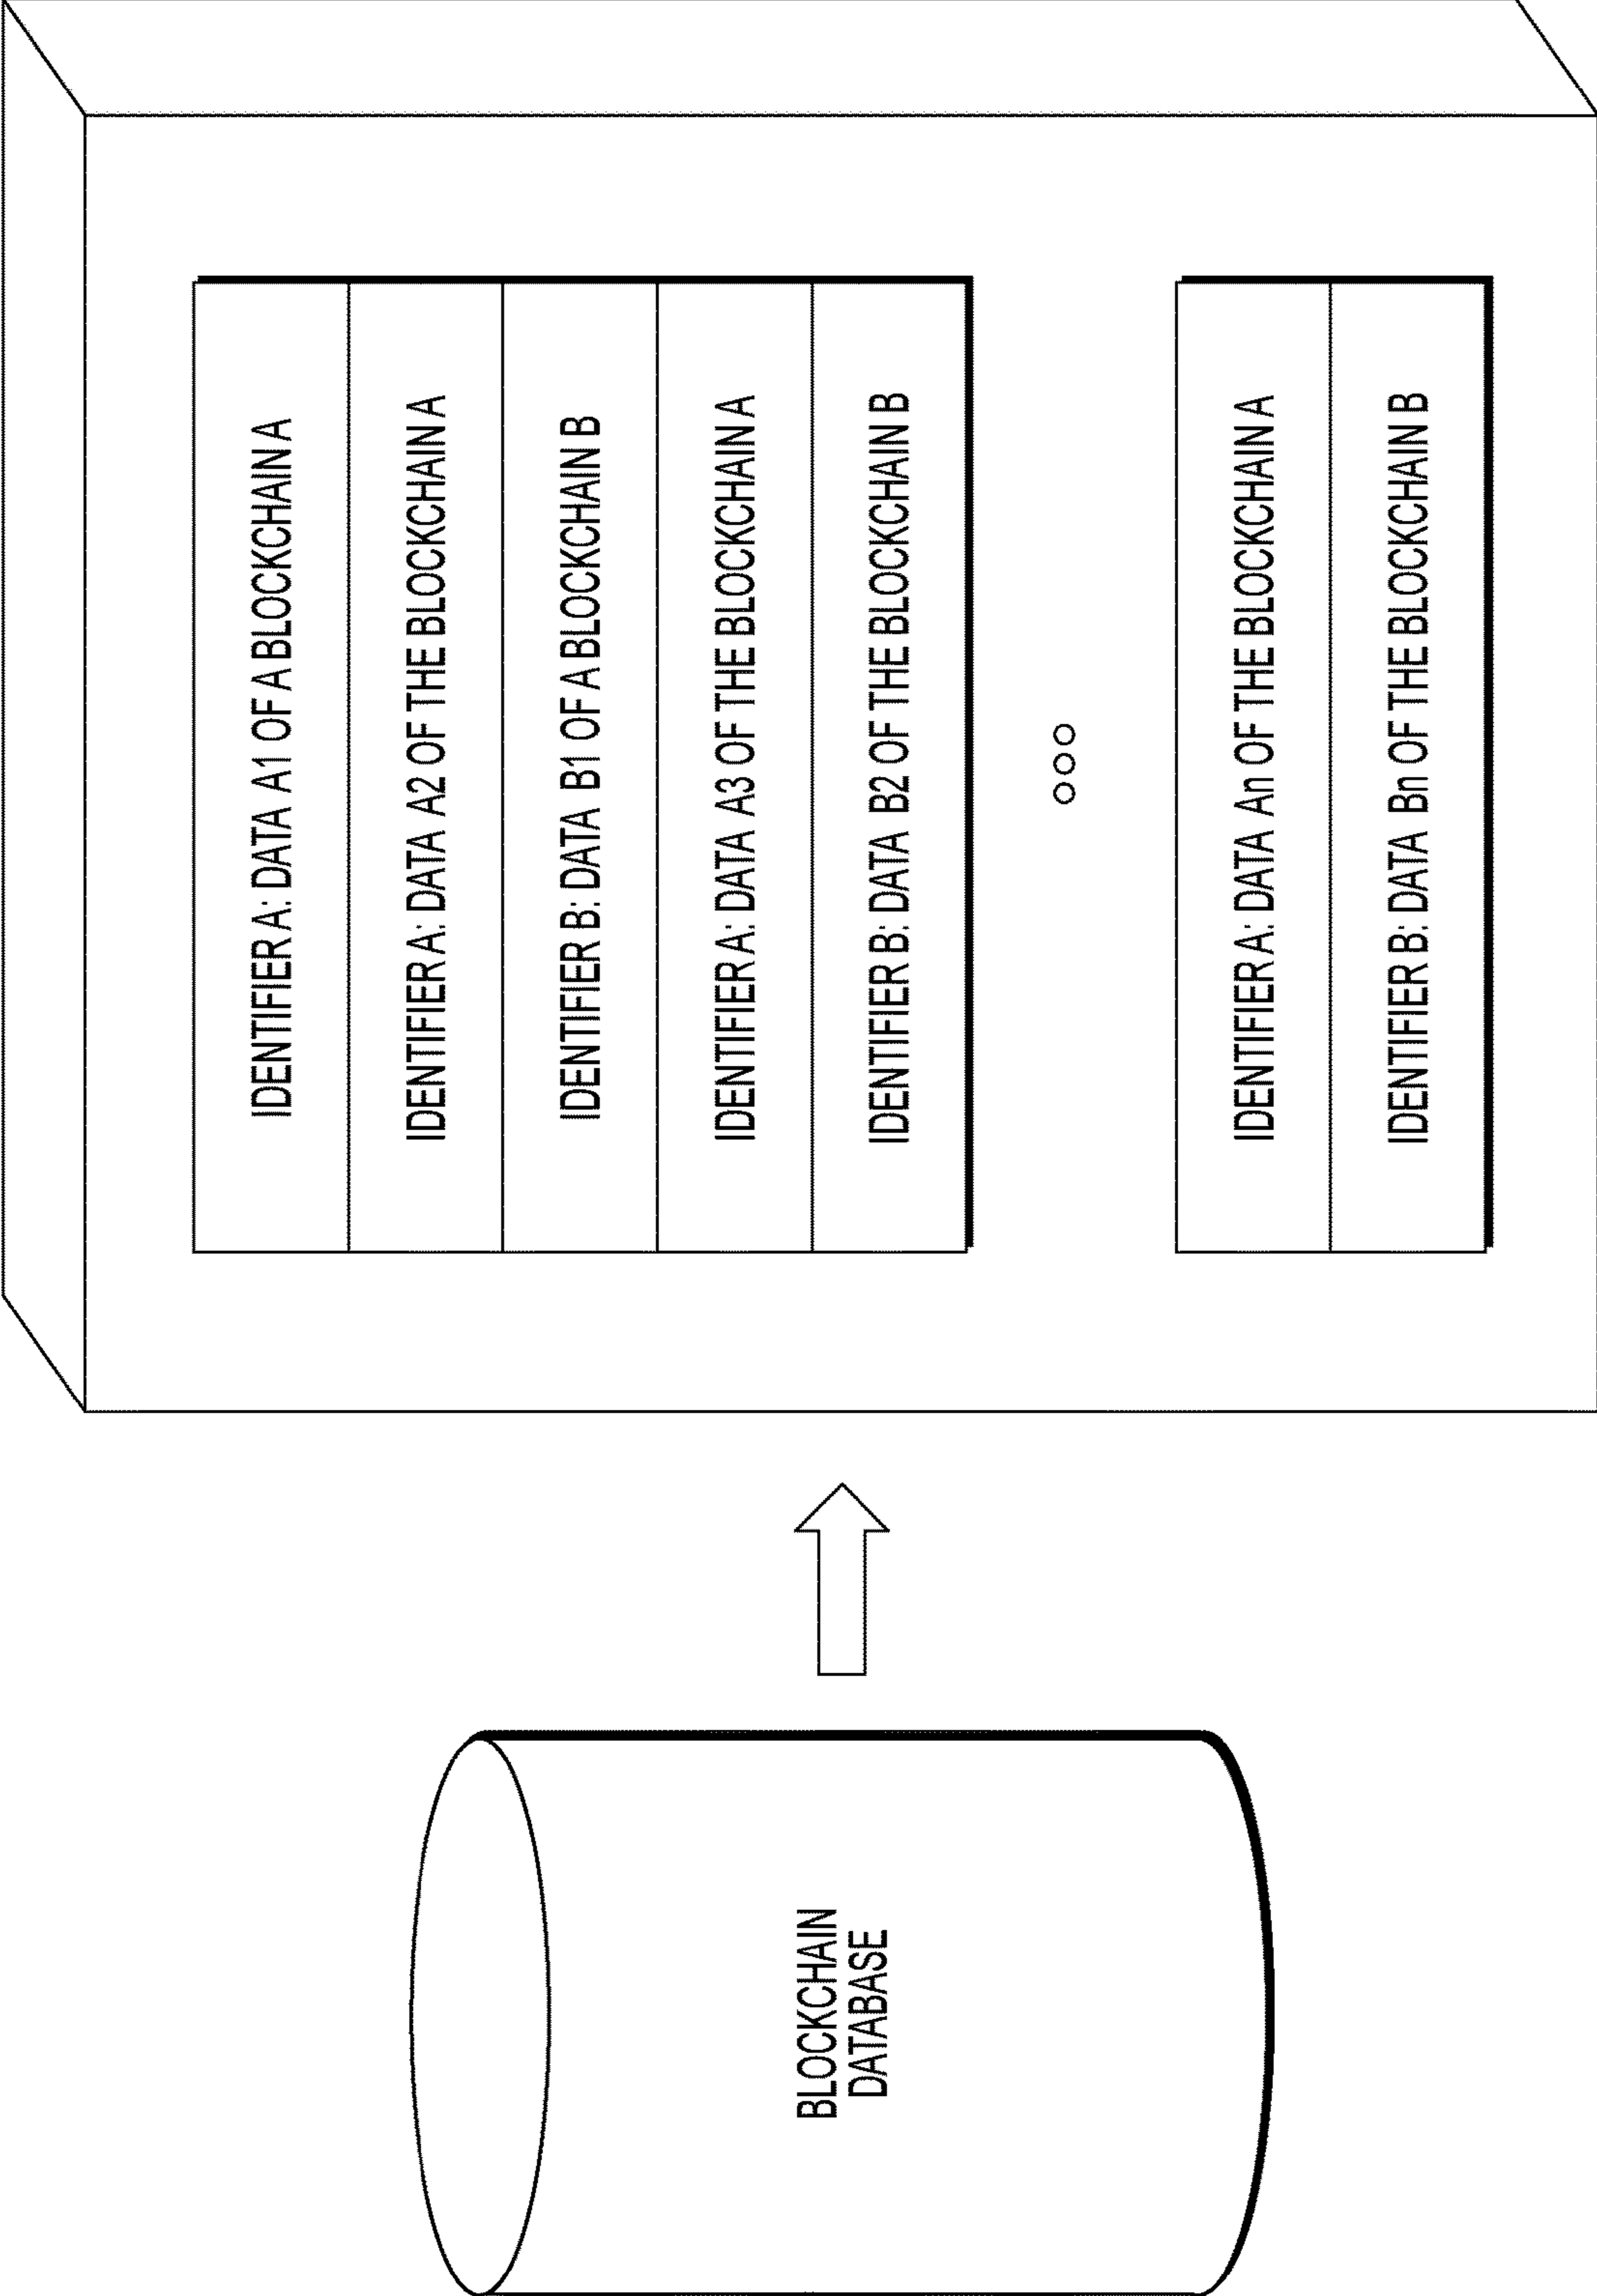 BLOCKCHAIN
DATABASE
IDENTIFIER A: DATA A1 OF A BLOCKCHAIN A
IDENTIFIER A: DATA A2 OF THE BLOCKCHAIN A
IDENTIFIER B: DATA B1 OF A BLOCKCHAIN B
IDENTIFIER A: DATA A3 OF THE BLOCKCHAIN A
IDENTIFIER B: DATA B2 OF THE BLOCKCHAIN B
IDENTIFIER A: DATA An OF THE BLOCKCHAIN A
IDENTIFIER B: DATA Bn OF THE BLOCKCHAIN B